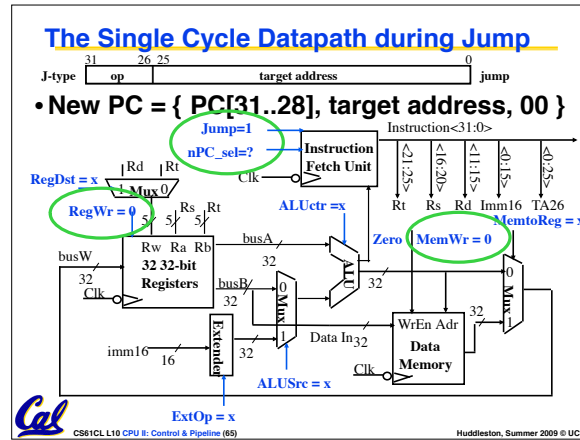 The Single Cycle Datapath during Jump
31 26 25 0
J-type op target address jump
• New PC = { PC[31..28], target address, 00 }
Jump=1
nPC_sel=?
Instruction
Fetch Unit
Clk
Instruction<31:0>
<21:25>
<16:20>
<11:15>
<0:15>
<0:25>
Rt Rs Rd Imm16 TA26
RegDst = x
Rd Rt
1 Mux 0
RegWr = 0
5 5 5
Rs Rt
ALUctr =x
Zero
MemWr = 0
MemtoReg = x
busW
32
Clk
Rw Ra Rb
32 32-bit
Registers
busA
32
busB
32
0
Mux
1
32
ALU
32
0
Mux
1
imm16
16
Extender
32
ExtOp = x
ALUSrc = x
Data In
32
Clk
WrEn Adr
Data
Memory
32
Cal
CS61CL L10 CPU II: Control & Pipeline (65)
Huddleston, Summer 2009 © UC